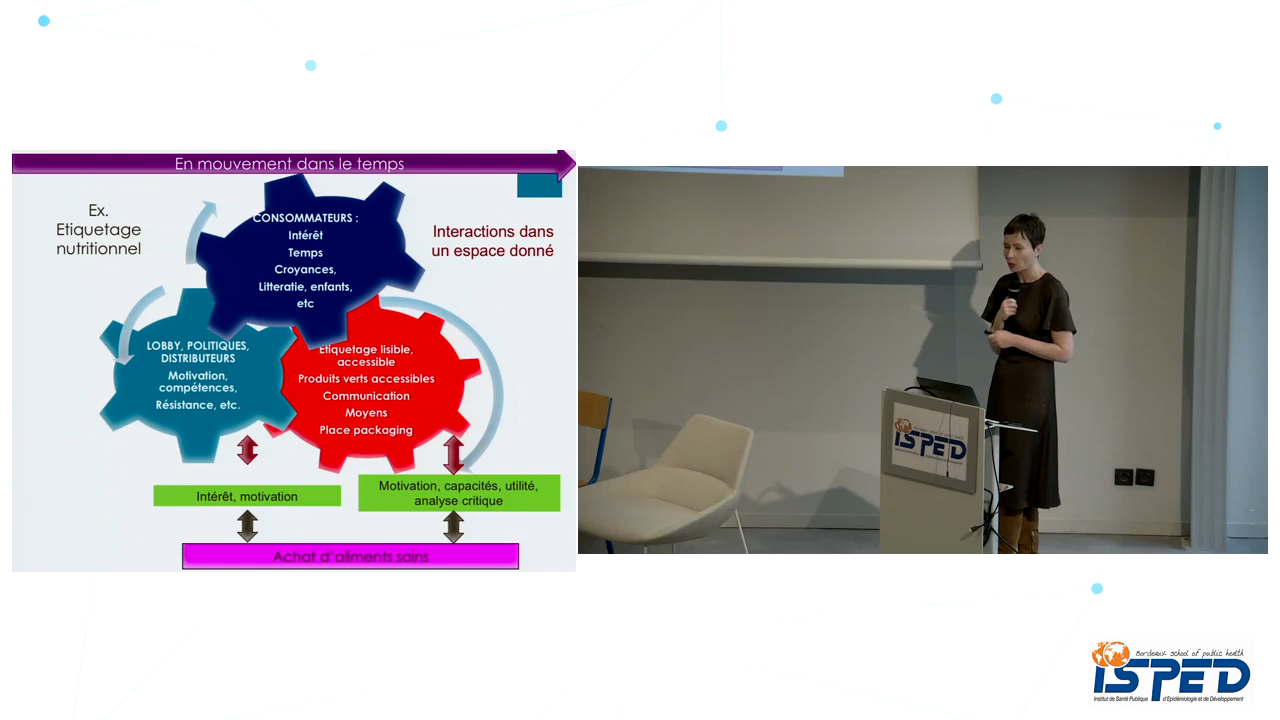 En mouvement dans le temps
Ex.
Etiquetage
nutritionnel
CONSOMMATEURS :
Intérêt
Temps
Croyances,
Litteratie, enfants,
etc
Interactions dans
un espace donné
LOBBY, POLITIQUES,
DISTRIBUTEURS
Motivation,
compétences,
Résistance, etc.
Etiquetage lisible,
accessible
Produits verts accessibles
Communication
Moyens
Place packaging
Intérêt, motivation
Motivation, capacités, utilité,
analyse critique
Achat d'aliments sains
ISPED
Bordeaux school of public health
ISPED
Institut de Santé Publique d'Epidémiologie et de Développement